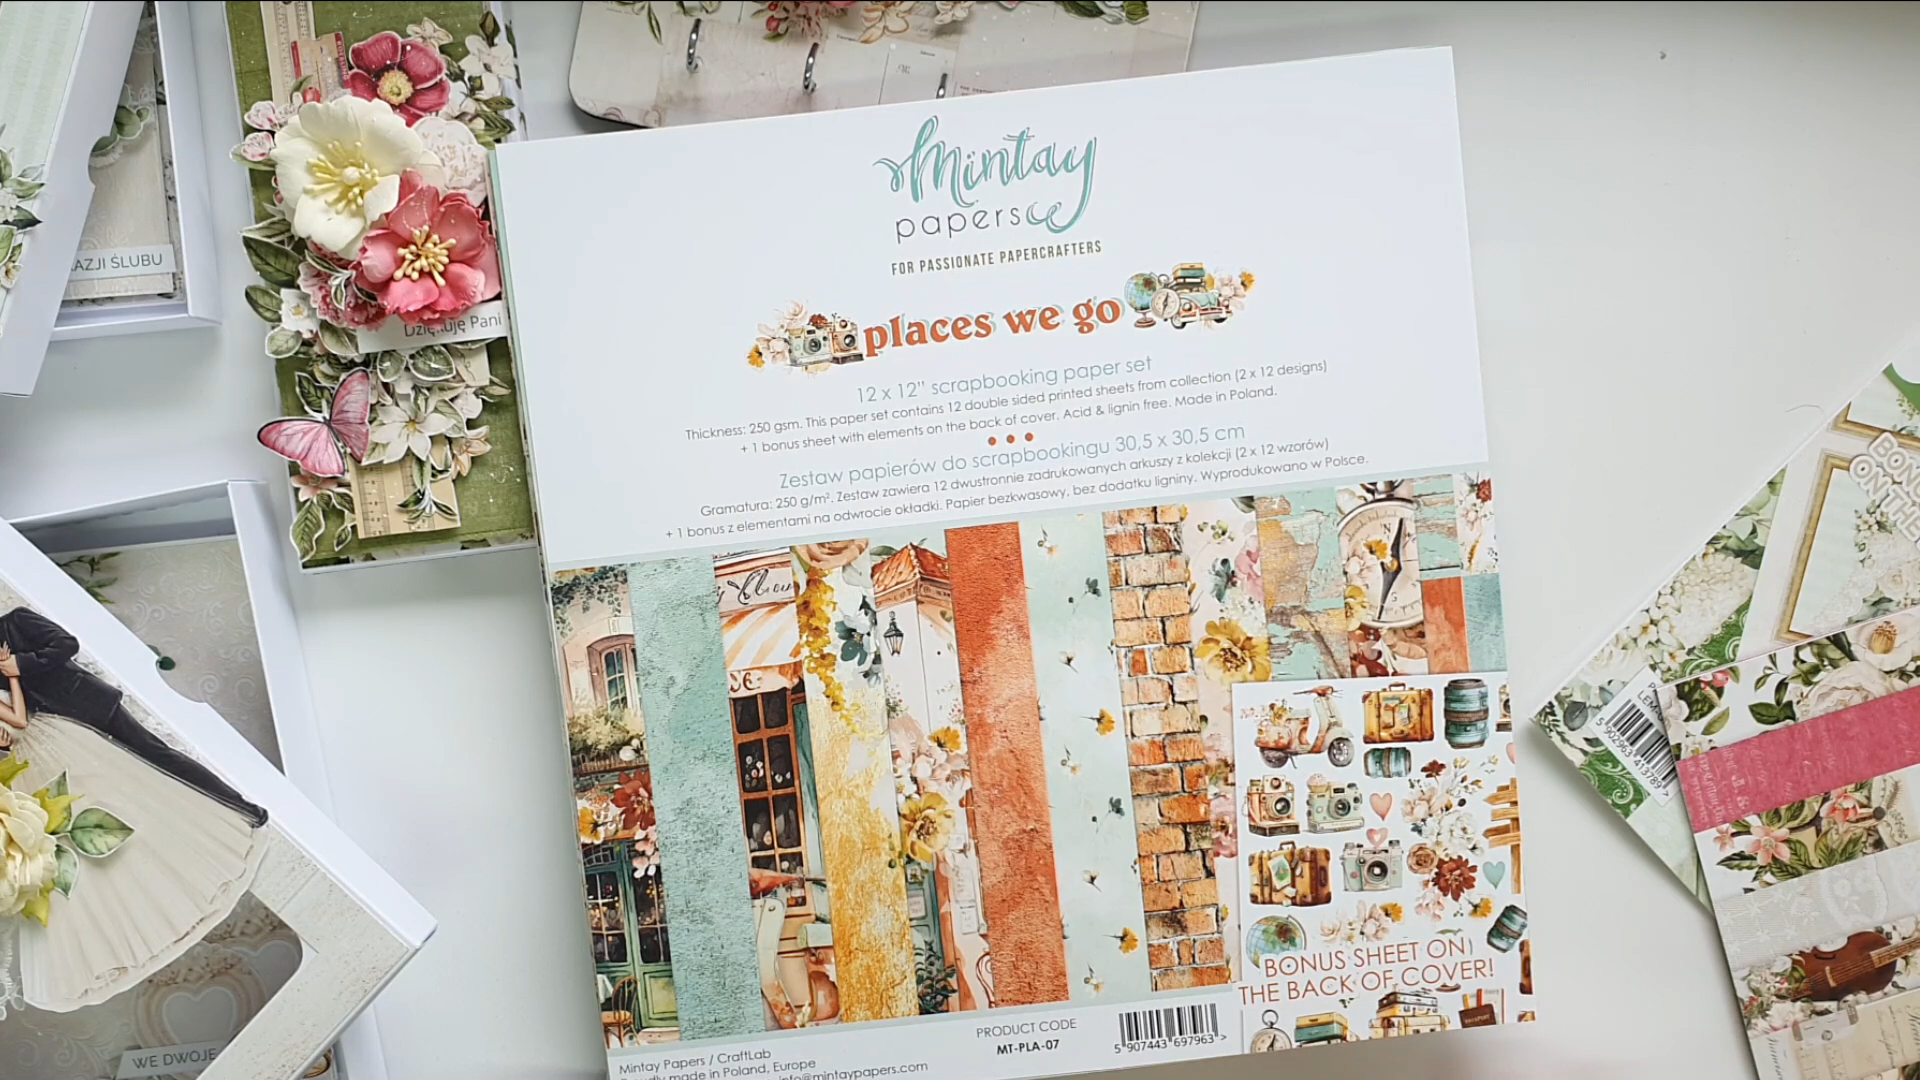 Mintay
papers
FOR PASSIONATE PAPERCRAFTERS
places we go
12 x 12" scrapbooking paper set
Thickness: 250 gsm. This paper set contains 12 double sided printed sheets from collection (2 x 12 designs)
+ 1 bonus sheet with elements on the back of cover. Acid & lignin free. Made in Poland.
Zestaw papierów do scrapbookingu 30,5 x 30,5 cm
Gramatura: 250 g/m². Zestaw zawiera 12 dwustronnie zadrukowanych arkuszy z kolekcji (2 x 12 wzorów)
+ 1 bonus z elementami na odwrocie okładki. Papier bezkwasowy, bez dodatku ligniny. Wyprodukowano w Polsce.
BONUS SHEET ON
THE BACK OF COVER!
PRODUCT CODE
MT-PLA-07
5 907443 697963 >
Mintay Papers / CraftLab
made in Poland, Europe
info@mintaypapers.com
AZJI ŚLUBU
Dziękuję Pani
WE DWOJE
ON THE
5 902963 413789 >